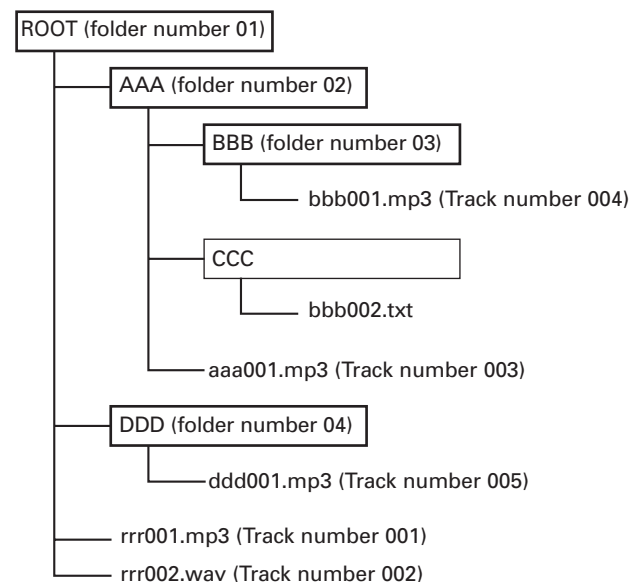 ROOT (folder number 01)
AAA (folder number 02)
BBB (folder number 03)
bbb001.mp3 (Track number 004)
CCC
bbb002.txt
aaa001.mp3 (Track number 003)
DDD (folder number 04)
ddd001.mp3 (Track number 005)
rrr001.mp3 (Track number 001)
rrr002.wav (Track number 002)